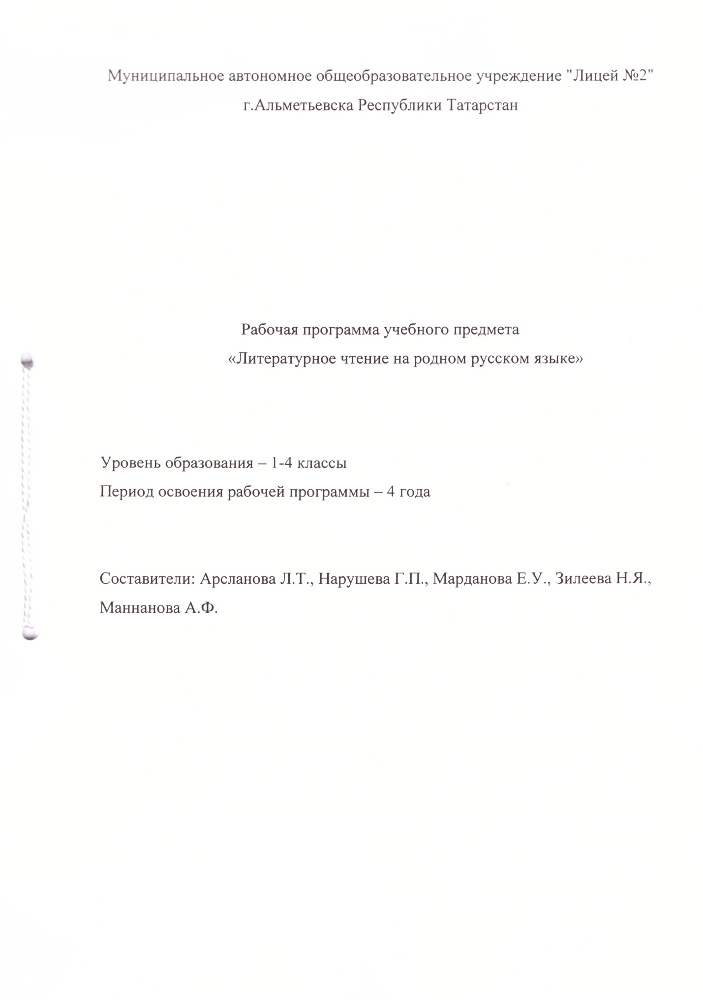 Муниципальное автономное общеобразовательное учреждение "Лицей №2"
г.Альметьевска Республики Татарстан
Рабочая программа учебного предмета
«Литературное чтение на родном русском языке»
Уровень образования – 1-4 классы
Период освоения рабочей программы – 4 года
Составители: Арсланова Л.Т., Нарушева Г.П., Марданова Е.У., Зилеева Н.Я.,
Маннанова А.Ф.